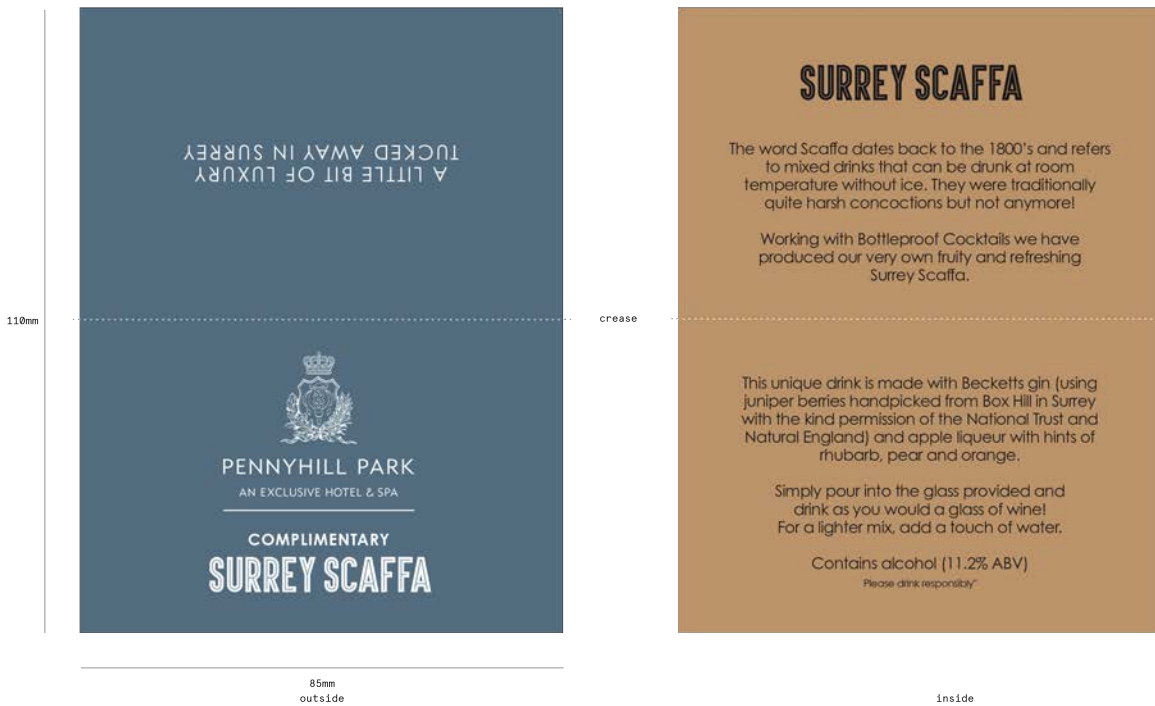 A LITTLE BIT OF LUXURY
TUCKED AWAY IN SURREY
110mm
PENNYHILL PARK
AN EXCLUSIVE HOTEL & SPA
COMPLIMENTARY
SURREY SCAFFA
85mm
outside
crease
SURREY SCAFFA
The word Scaffa dates back to the 1800's and refers
to mixed drinks that can be drunk at room
temperature without ice. They were traditionally
quite harsh concoctions but not anymore!
Working with Bottleproof Cocktails we have
produced our very own fruity and refreshing
Surrey Scaffa.
This unique drink is made with Becketts gin (using
juniper berries handpicked from Box Hill in Surrey
with the kind permission of the National Trust and
Natural England) and apple liqueur with hints of
rhubarb, pear and orange.
Simply pour into the glass provided and
drink as you would a glass of wine!
For a lighter mix, add a touch of water.
Contains alcohol (11.2% ABV)
Please drink responsibly"
inside